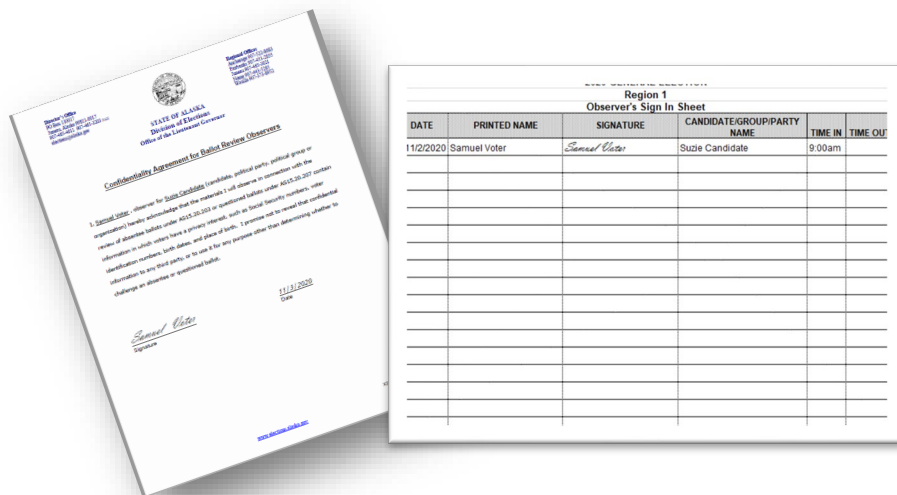 STATE OF ALASKA
Division of Elections
Office of the Lieutenant Governor
Director's Office
Regional Offices
Confidentiality Agreement for Ballot Review Observers
I, Samuel Voter , observer for Suzie Candidate (candidate, political party, political group or
organization) hereby acknowledge that the materials I will observe in connection with the
review of absentee ballots under AS15.20.203 or questioned ballots under AS15.20.207 contain
information in which voters have a privacy interest, such as Social Security numbers, voter
identification numbers, birth dates, and place of birth. I promise not to reveal that confidential
information to any third party, or to use it for any purpose other than determining whether to
challenge an absentee or questioned ballot.
Samuel Voter
Signature
11/3/2020
Date
www.elections.alaska.gov
Region 1
Observer's Sign In Sheet
DATE PRINTED NAME SIGNATURE CANDIDATE/GROUP/PARTY NAME TIME IN TIME OUT
11/2/2020 Samuel Voter Samuel Voter Suzie Candidate 9:00am